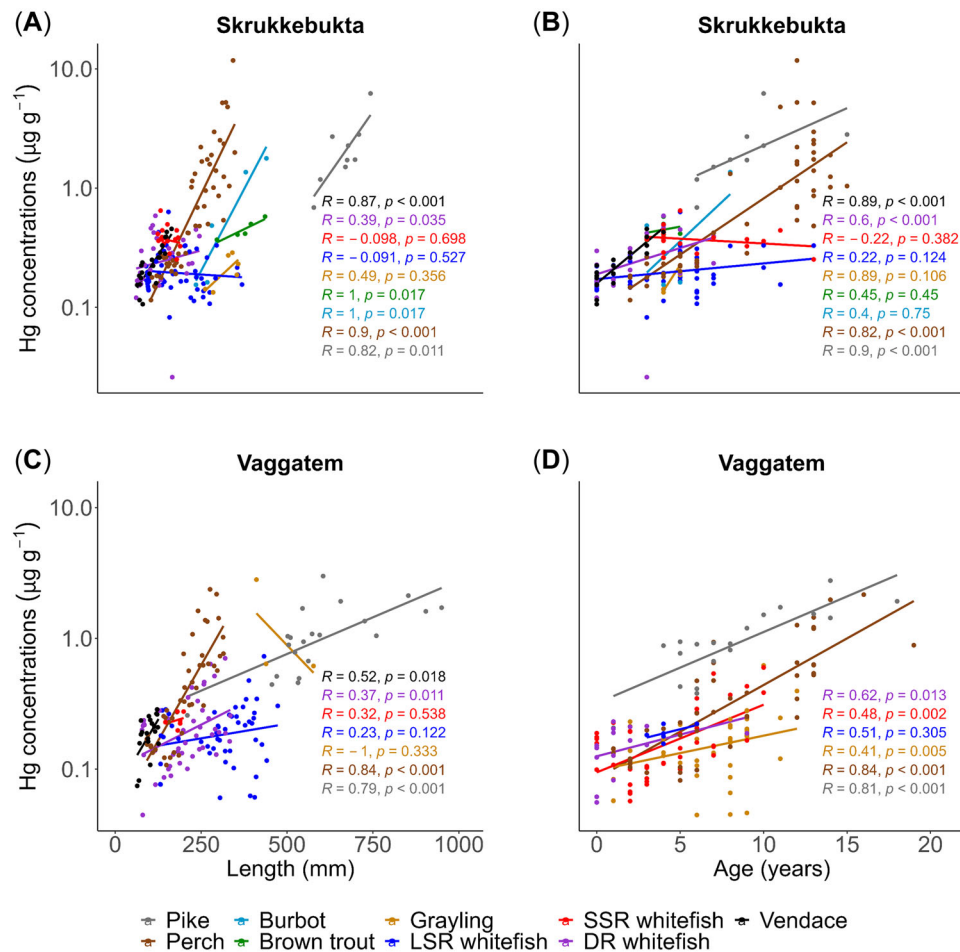 (A) Skrukkebukta
(B) Skrukkebukta
Hg concentrations (µg g⁻¹)
10.0
1.0
0.1
R = 0.87, p < 0.001
R = 0.39, p = 0.035
R = − 0.098, p = 0.698
R = − 0.091, p = 0.527
R = 0.49, p = 0.356
R = 1, p = 0.017
R = 1, p = 0.017
R = 0.9, p < 0.001
R = 0.82, p = 0.011
R = 0.89, p < 0.001
R = 0.6, p < 0.001
R = − 0.22, p = 0.382
R = 0.22, p = 0.124
R = 0.89, p = 0.106
R = 0.45, p = 0.45
R = 0.4, p = 0.75
R = 0.82, p < 0.001
R = 0.9, p < 0.001
(C) Vaggatem
(D) Vaggatem
Hg concentrations (µg g⁻¹)
10.0
1.0
0.1
R = 0.52, p = 0.018
R = 0.37, p = 0.011
R = 0.32, p = 0.538
R = 0.23, p = 0.122
R = − 1, p = 0.333
R = 0.84, p < 0.001
R = 0.79, p < 0.001
R = 0.62, p = 0.013
R = 0.48, p = 0.002
R = 0.51, p = 0.305
R = 0.41, p = 0.005
R = 0.84, p < 0.001
R = 0.81, p < 0.001
0 250 500 750 1000
Length (mm)
0 5 10 15 20
Age (years)
Pike Burbot Grayling SSR whitefish Vendace
Perch Brown trout LSR whitefish DR whitefish